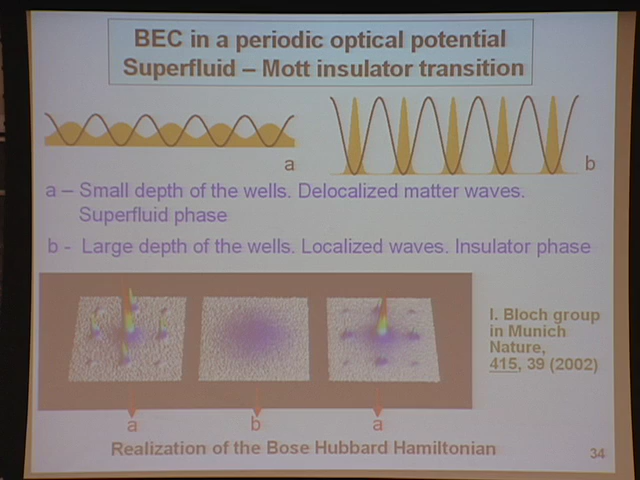 BEC in a periodic optical potential
Superfluid – Mott insulator transition
a
b
a – Small depth of the wells. Delocalized matter waves.
Superfluid phase
b - Large depth of the wells. Localized waves. Insulator phase
I. Bloch group
in Munich
Nature,
415, 39 (2002)
a
b
a
Realization of the Bose Hubbard Hamiltonian
34